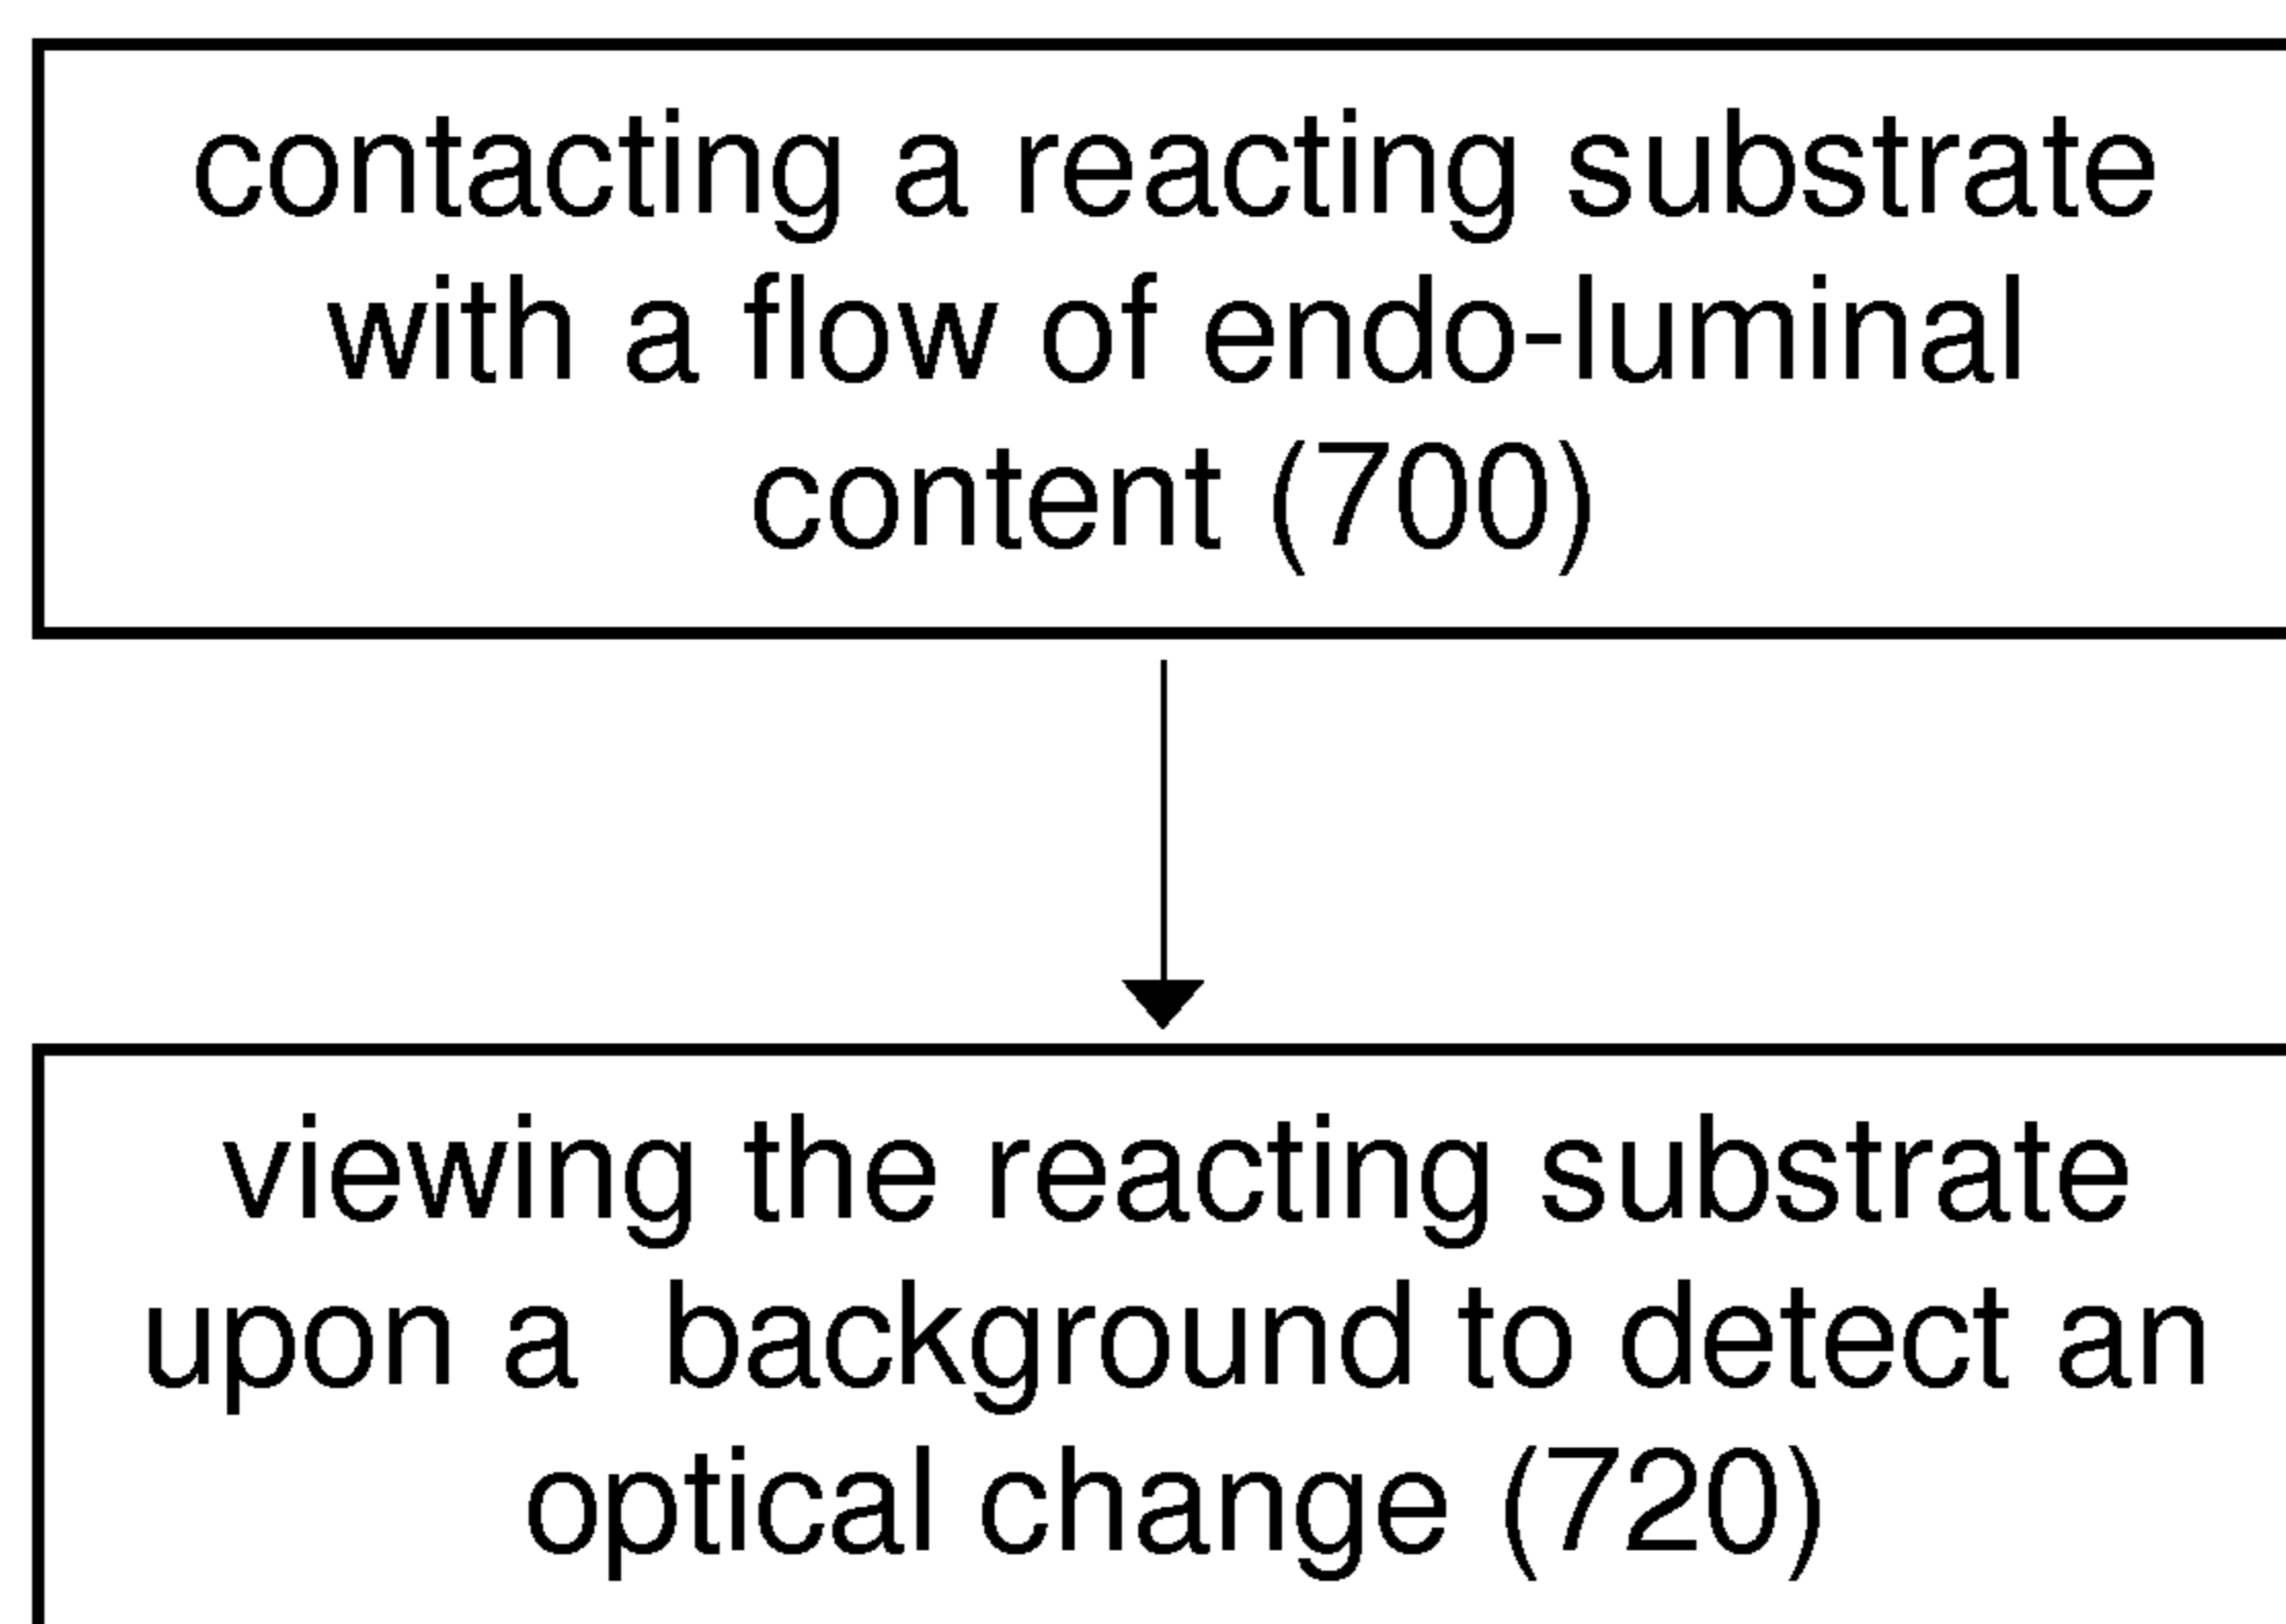 contacting a reacting substrate
with a flow of endo-luminal
content (700)
viewing the reacting substrate
upon a  background to detect an
optical change (720)